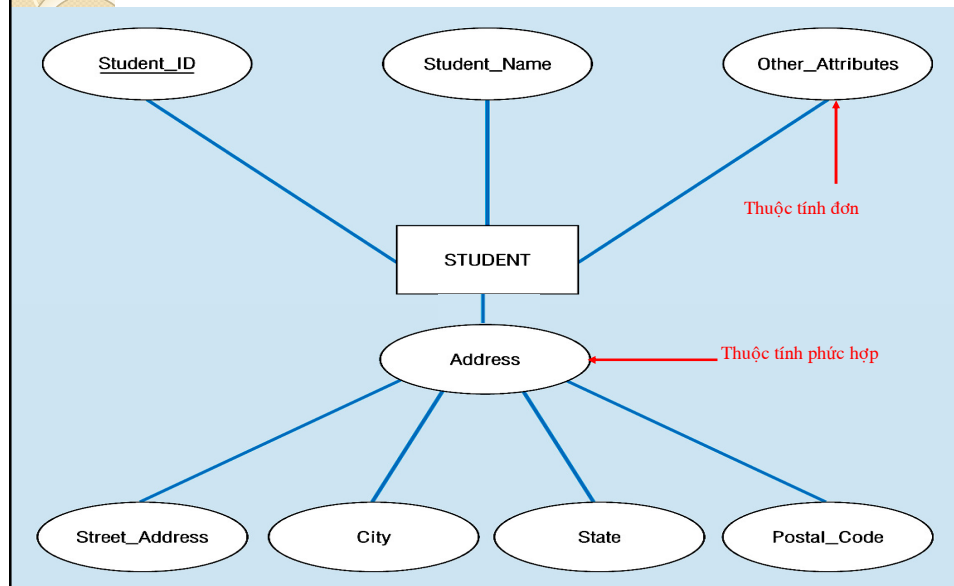 Student_ID
Student_Name
Other_Attributes
Thuộc tính đơn
STUDENT
Address
Thuộc tính phức hợp
Street_Address
City
State
Postal_Code